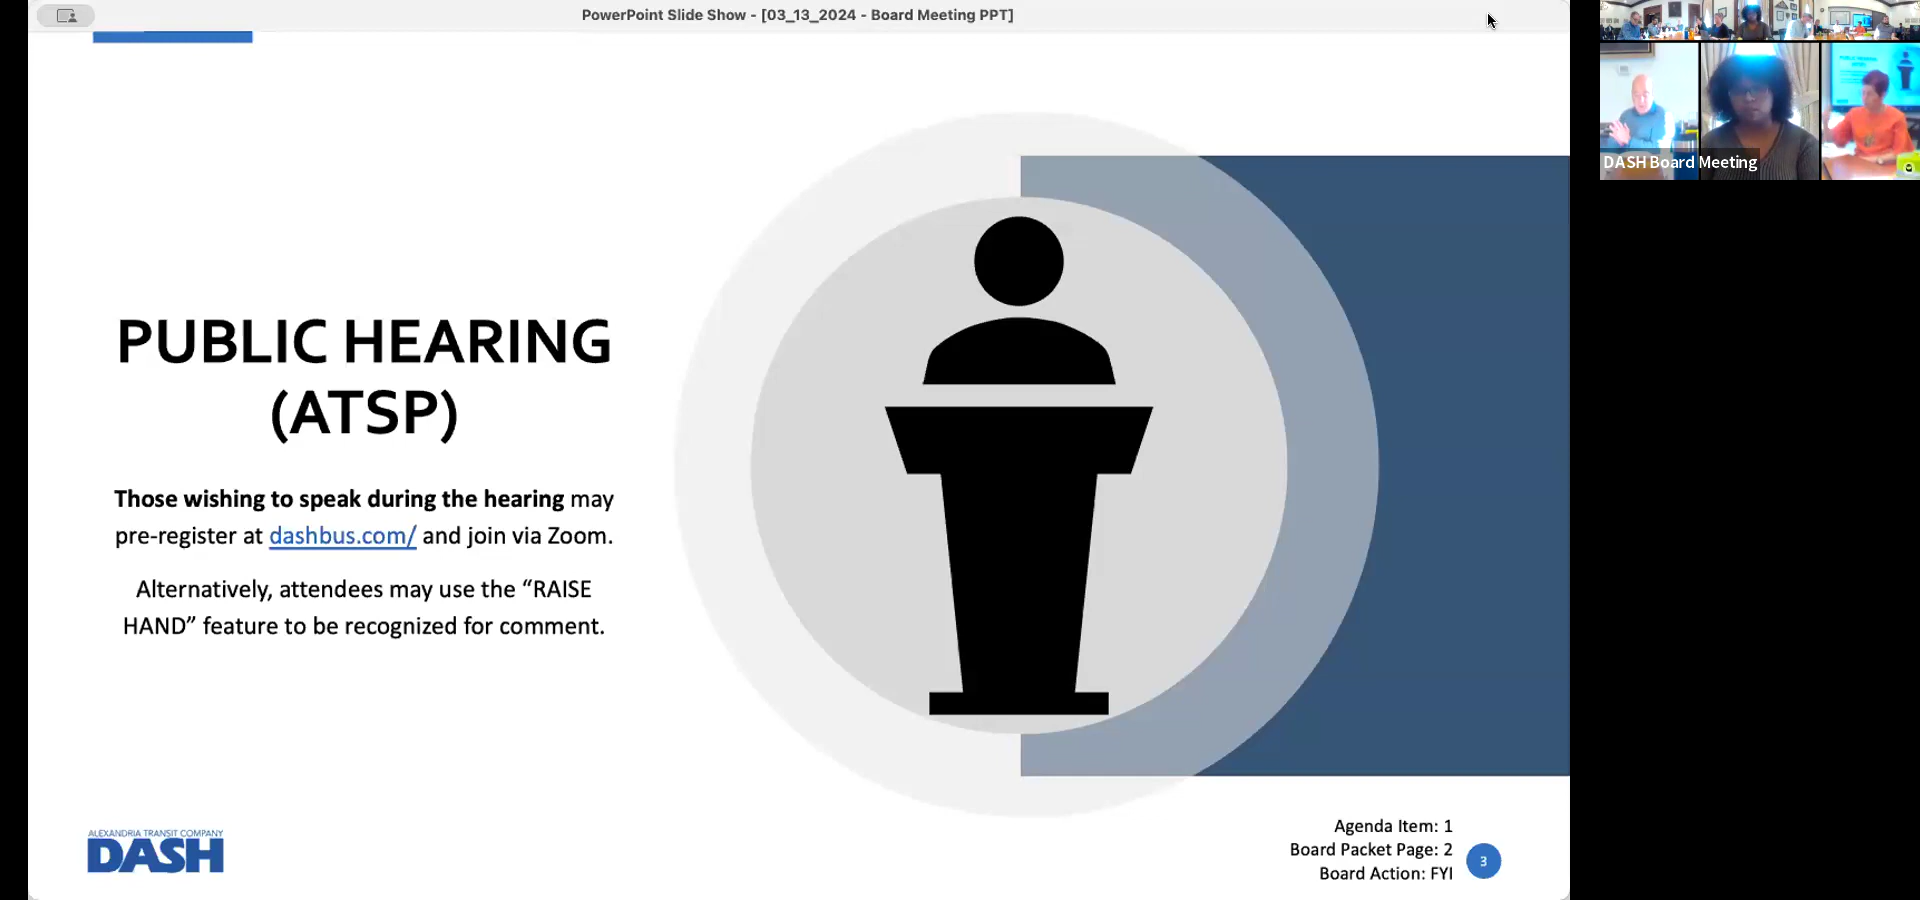 PowerPoint Slide Show - [03_13_2024 - Board Meeting PPT]
DASH Board Meeting
PUBLIC HEARING
(ATSP)
Those wishing to speak during the hearing may
pre-register at dashbus.com/ and join via Zoom.
Alternatively, attendees may use the “RAISE
HAND” feature to be recognized for comment.
ALEXANDRIA TRANSIT COMPANY
DASH
Agenda Item: 1
Board Packet Page: 2
Board Action: FYI
3